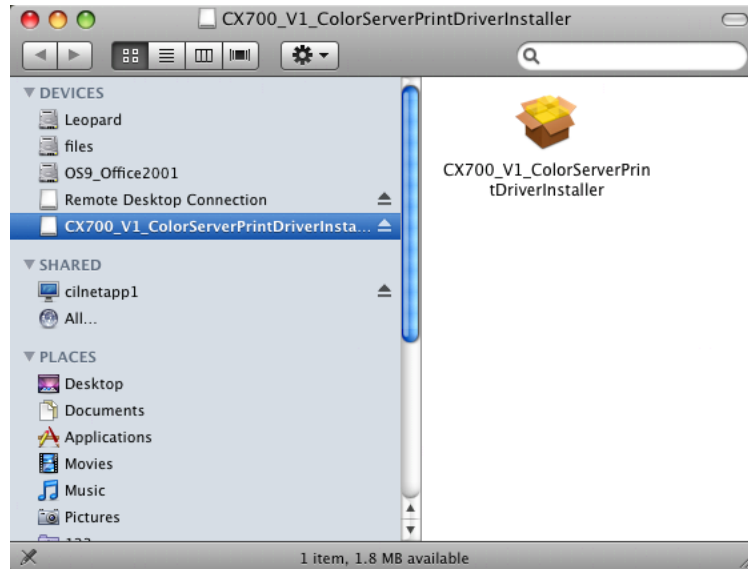 CX700_V1_ColorServerPrintDriverInstaller
DEVICES
Leopard
files
OS9_Office2001
Remote Desktop Connection
CX700_V1_ColorServerPrintDriverInsta...
SHARED
cilnetapp1
All...
PLACES
Desktop
Documents
Applications
Movies
Music
Pictures
CX700_V1_ColorServerPrin
tDriverInstaller
1 item, 1.8 MB available